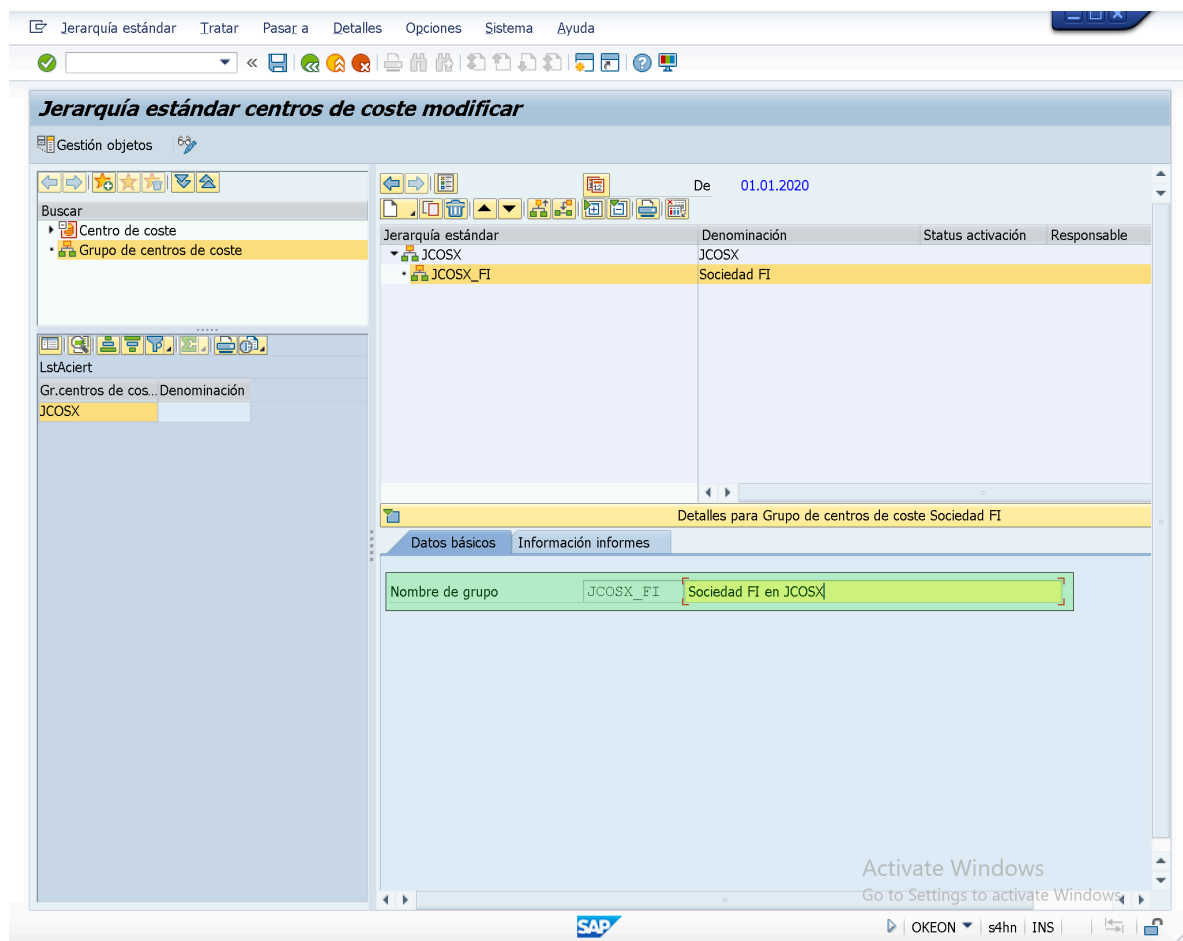 Jerarquía estándar Tratar Pasar a Detalles Opciones Sistema Ayuda
Jerarquía estándar centros de coste modificar
Gestión objetos
De 01.01.2020
Buscar
Centro de coste
Grupo de centros de coste
Jerarquía estándar Denominación Status activación Responsable
JCOSX JCOSX
JCOSX_FI Sociedad FI
LstAciert
Gr.centros de cos... Denominación
JCOSX
Detalles para Grupo de centros de coste Sociedad FI
Datos básicos Información informes
Nombre de grupo JCOSX_FI Sociedad FI en JCOSX
Activate Windows
Go to Settings to activate Windows.
SAP OKEON s4hn INS